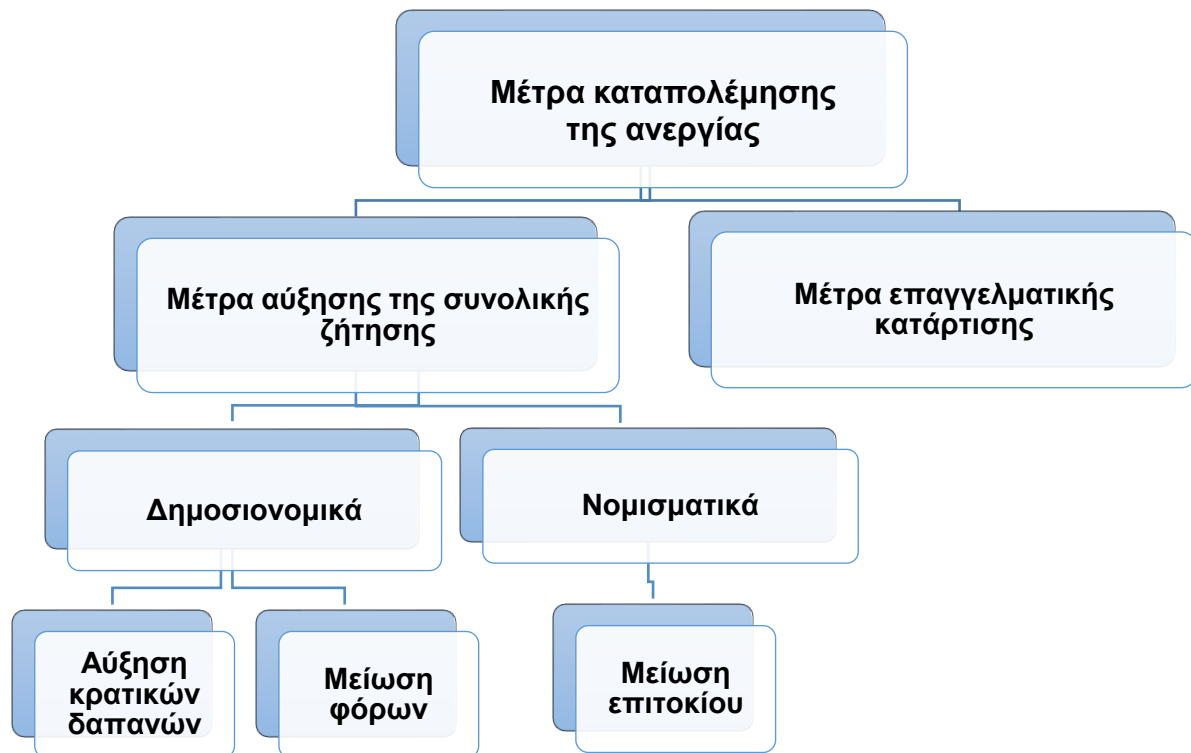 Μέτρα καταπολέμησης
της ανεργίας
Μέτρα αύξησης της συνολικής
ζήτησης
Μέτρα επαγγελματικής
κατάρτισης
Δημοσιονομικά
Νομισματικά
Αύξηση
κρατικών
δαπανών
Μείωση
φόρων
Μείωση
επιτοκίου